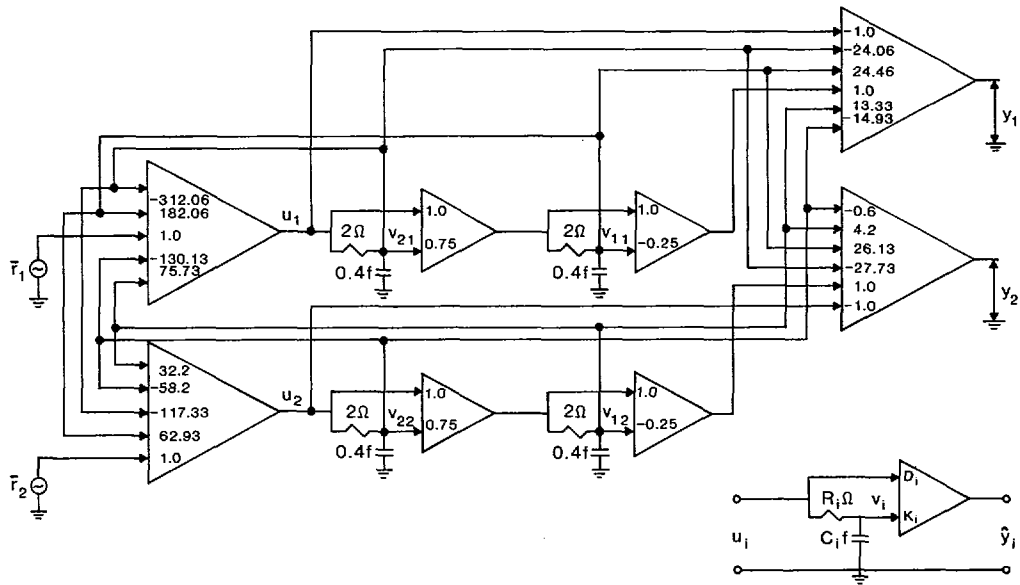 -1.0
-24.06
24.46
1.0
13.33
-14.93
y1
-312.06
182.06
1.0
-130.13
75.73
r̄1
u1
2Ω
v21
0.4f
1.0
0.75
2Ω
v11
0.4f
1.0
-0.25
-0.6
4.2
26.13
-27.73
1.0
-1.0
y2
32.2
-58.2
-117.33
62.93
1.0
r̄2
u2
2Ω
v22
0.4f
1.0
0.75
2Ω
v12
0.4f
1.0
-0.25
RiΩ
vi
Di
Ki
Cif
ui
ŷi